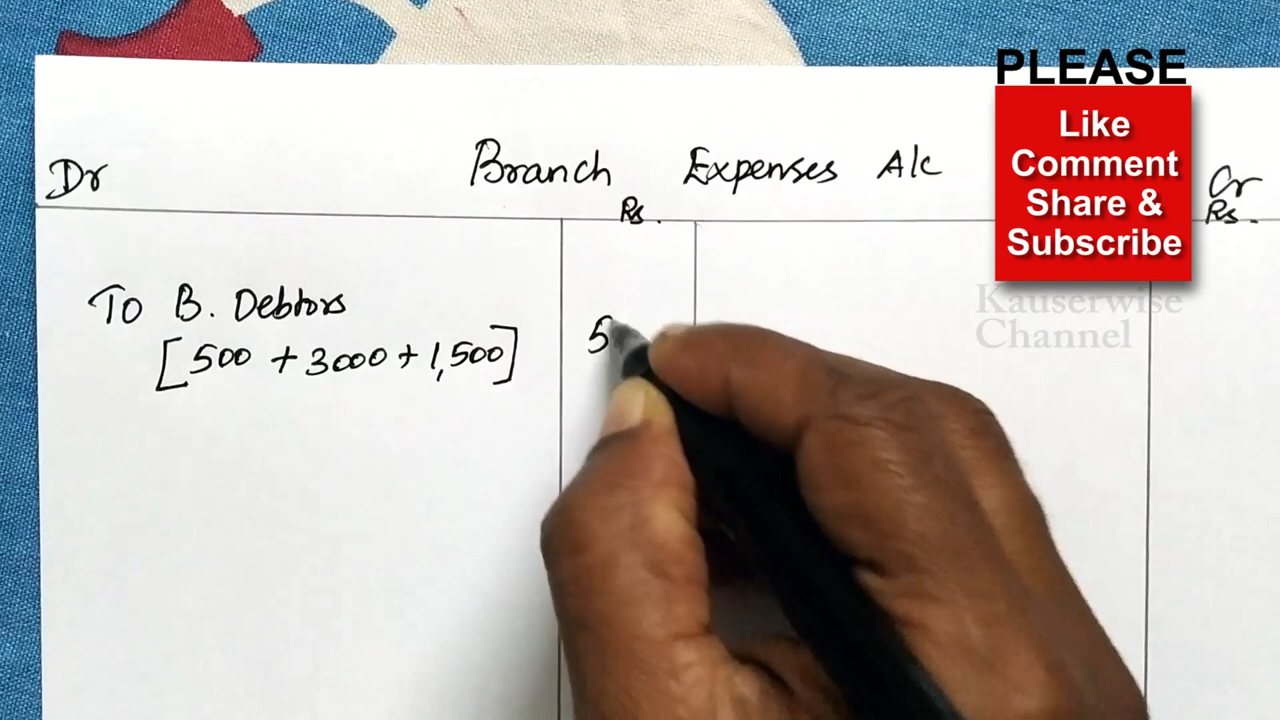 PLEASE
Like
Comment
Share &
Subscribe
Dr Branch Expenses A/c Cr
Rs. Rs.
Kauserwise
Channel
To B. Debtors
[500 + 3000 + 1,500] 5